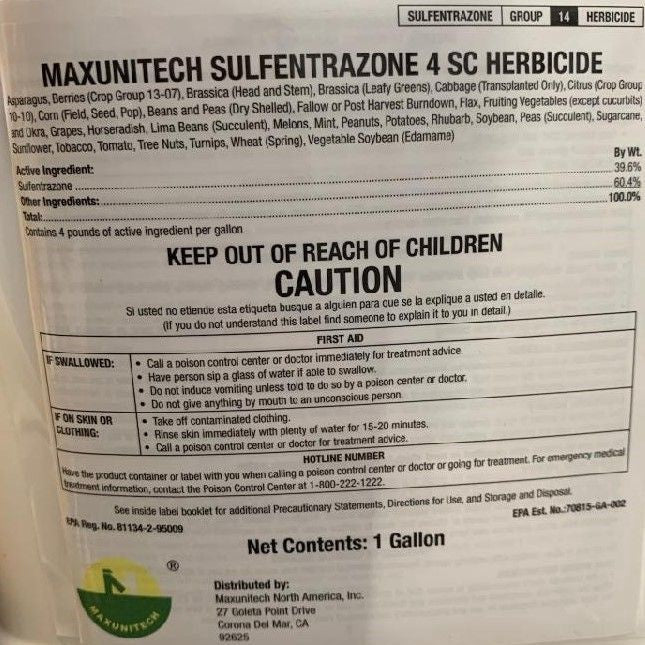 SULFENTRAZONE GROUP 14 HERBICIDE
MAXUNITECH SULFENTRAZONE 4 SC HERBICIDE
Asparagus, Berries (Crop Group 13-07), Brassica (Head and Stem), Brassica (Leafy Greens), Cabbage (Transplanted Only), Citrus (Crop Group
10-10), Corn (Field, Seed, Pop), Beans and Peas (Dry Shelled), Fallow or Post Harvest Burndown, Flax, Fruiting Vegetables (except cucurbits)
and Okra, Grapes, Horseradish, Lima Beans (Succulent), Melons, Mint, Peanuts, Potatoes, Rhubarb, Soybean, Peas (Succulent), Sugarcane,
Sunflower, Tobacco, Tomato, Tree Nuts, Turnips, Wheat (Spring), Vegetable Soybean (Edamame)
Active Ingredient: By Wt.
Sufentrazone 39.6%
Other Ingredients: 60.4%
Total: 100.0%
Contains 4 pounds of active ingredient per gallon
KEEP OUT OF REACH OF CHILDREN
CAUTION
Si usted no etiende esta etiqueta busque a alguien para que se la explique a usted en detalle.
(If you do not understand this label find someone to explain it to you in detail.)
FIRST AID
IF SWALLOWED:
• Call a poison control center or doctor immediately for treatment advice
• Have person sip a glass of water if able to swallow.
• Do not induce vomiting unless told to do so by a poison center or doctor.
• Do not give anything by mouth to an unconscious person.
IF ON SKIN OR
CLOTHING:
• Take off contaminated clothing.
• Rinse skin immediately with plenty of water for 15-20 minutes.
• Call a poison control center or doctor for treatment advice.
HOTLINE NUMBER
Have the product container or label with you when calling a poison control center or doctor or going for treatment. For emergency medical
treatment information, contact the Poison Control Center at 1-800-222-1222.
See inside label booklet for additional Precautionary Statements, Directions for Use, and Storage and Disposal.
EPA Reg. No. 81134-2-95009 EPA Est. No.:70815-GA-002
Net Contents: 1 Gallon
MAXUNITECH ®
Distributed by:
Maxunitech North America, Inc.
27 Goleta Point Drive
Corona Del Mar, CA
92625